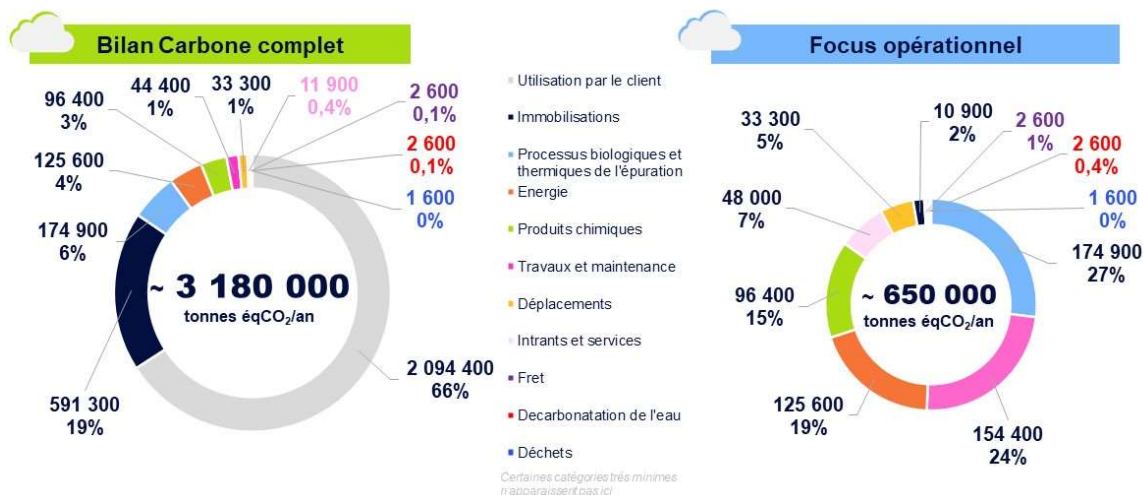 Bilan Carbone complet
44 400
1%
33 300
1%
11 900
0,4%
2 600
0,1%
96 400
3%
2 600
0,1%
125 600
4%
1 600
0%
174 900
6%
~ 3 180 000
tonnes éqCO₂/an
2 094 400
66%
591 300
19%
Utilisation par le client
Immobilisations
Processus biologiques et
thermiques de l'épuration
Energie
Produits chimiques
Travaux et maintenance
Déplacements
Intrants et services
Fret
Decarbonatation de l'eau
Déchets
Certaines catégories très minimes
n'apparaissent pas ici
Focus opérationnel
10 900
2%
2 600
1%
33 300
5%
2 600
0,4%
48 000
7%
1 600
0%
174 900
27%
96 400
15%
~ 650 000
tonnes éqCO₂/an
125 600
19%
154 400
24%